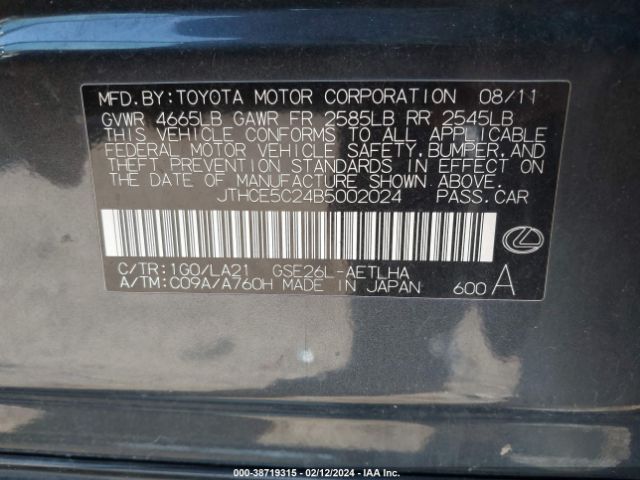 MFD.BY:TOYOTA MOTOR CORPORATION 08/11
GVWR 4665LB GAWR FR 2585LB RR 2545LB
THIS VEHICLE CONFORMS TO ALL APPLICABLE
FEDERAL MOTOR VEHICLE SAFETY, BUMPER, AND
THEFT PREVENTION STANDARDS IN EFFECT ON
THE DATE OF MANUFACTURE SHOWN ABOVE.
JTHCE5C24B5002024 PASS.CAR
C/TR:1G0/LA21 GSE26L-AETLHA
A/TM:C09A/A760H MADE IN JAPAN 600 A
000-38719315 - 02/12/2024 - IAA Inc.